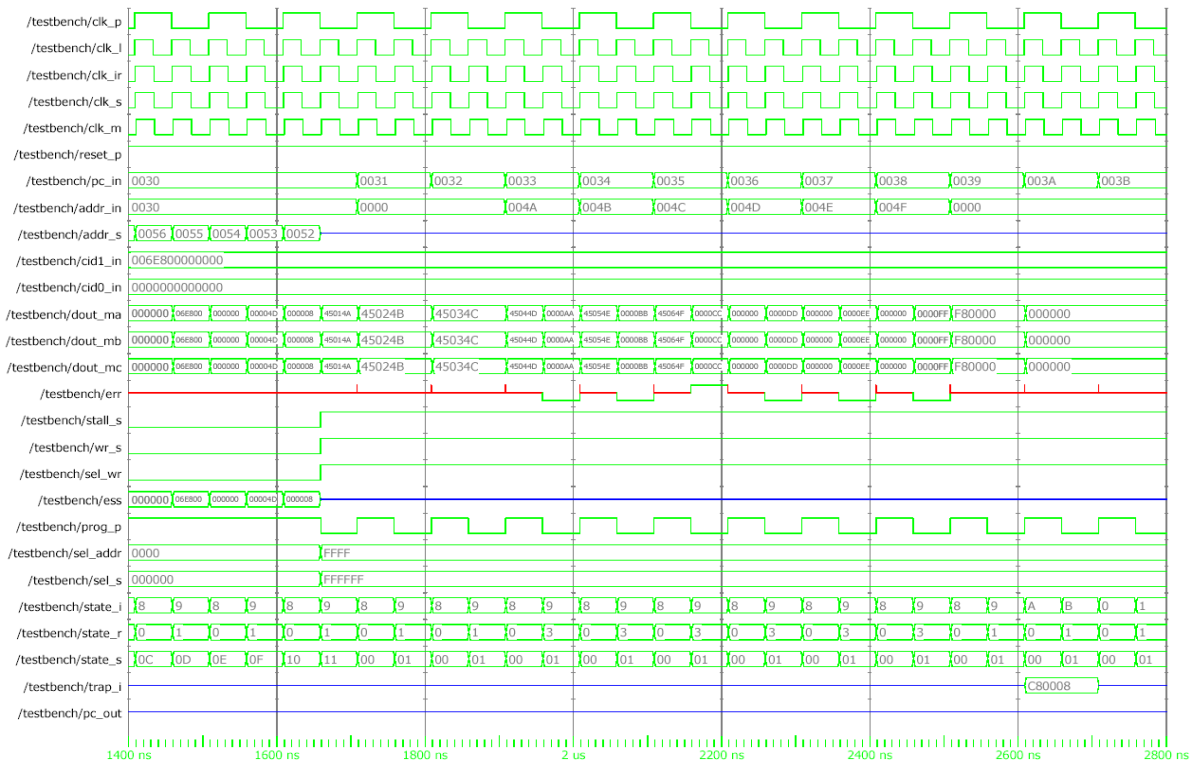 /testbench/clk_p
/testbench/clk_l
/testbench/clk_ir
/testbench/clk_s
/testbench/clk_m
/testbench/reset_p
/testbench/pc_in 0030 0031 0032 0033 0034 0035 0036 0037 0038 0039 003A 003B
/testbench/addr_in 0030 0000 004A 004B 004C 004D 004E 004F 0000
/testbench/addr_s 0056 0055 0054 0053 0052
/testbench/cid1_in 006E800000000
/testbench/cid0_in 0000000000000
/testbench/dout_ma 000000 06E800 000000 00004D 000008 45014A 45024B 45034C 45044D 0000AA 45054E 0000BB 45064F 0000CC 000000 0000DD 000000 0000EE 000000 0000FF F80000 000000
/testbench/dout_mb 000000 06E800 000000 00004D 000008 45014A 45024B 45034C 45044D 0000AA 45054E 0000BB 45064F 0000CC 000000 0000DD 000000 0000EE 000000 0000FF F80000 000000
/testbench/dout_mc 000000 06E800 000000 00004D 000008 45014A 45024B 45034C 45044D 0000AA 45054E 0000BB 45064F 0000CC 000000 0000DD 000000 0000EE 000000 0000FF F80000 000000
/testbench/err
/testbench/stall_s
/testbench/wr_s
/testbench/sel_wr
/testbench/ess 000000 06E800 000000 00004D 000008
/testbench/prog_p
/testbench/sel_addr 0000 FFFF
/testbench/sel_s 000000 FFFFFF
/testbench/state_i 8 9 8 9 8 9 8 9 8 9 8 9 8 9 8 9 8 9 8 9 8 9 8 9 A B 0 1
/testbench/state_r 0 1 0 1 0 1 0 1 0 1 0 3 0 3 0 3 0 3 0 3 0 3 0 1 0 1 0 1
/testbench/state_s 0C 0D 0E 0F 10 11 00 01 00 01 00 01 00 01 00 01 00 01 00 01 00 01 00 01 00 01 00 01
/testbench/trap_i C80008
/testbench/pc_out
1400 ns 1600 ns 1800 ns 2 us 2200 ns 2400 ns 2600 ns 2800 ns